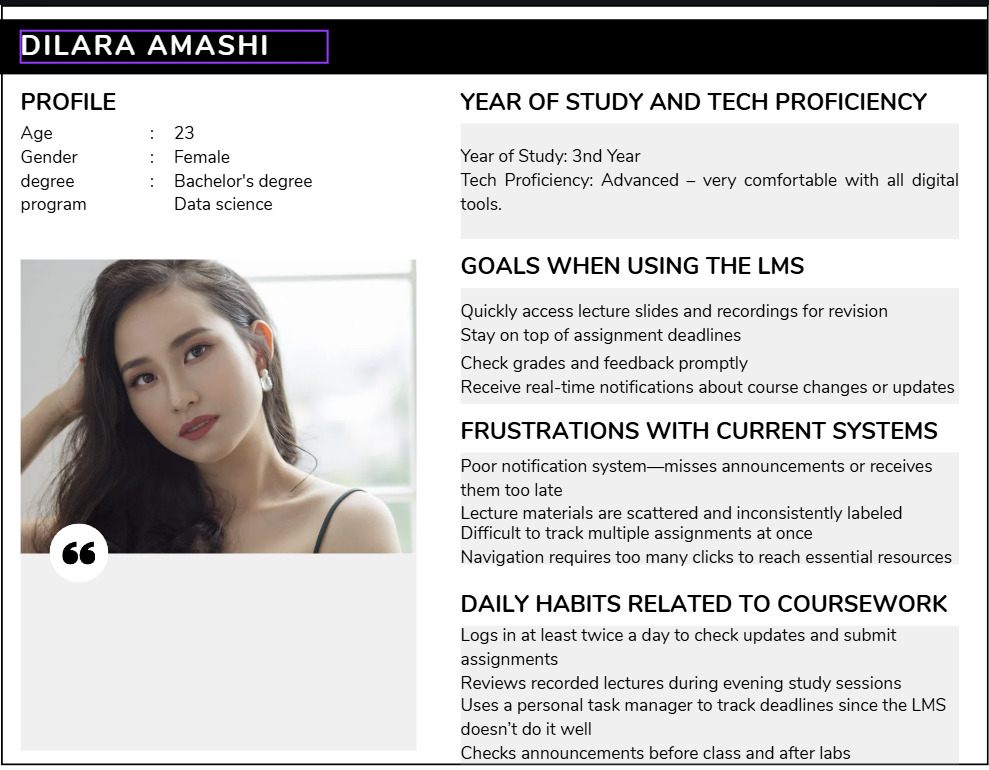 DILARA AMASHI
PROFILE
Age : 23
Gender : Female
degree : Bachelor's degree
program Data science
❝
YEAR OF STUDY AND TECH PROFICIENCY
Year of Study: 3nd Year
Tech Proficiency: Advanced – very comfortable with all digital
tools.
GOALS WHEN USING THE LMS
Quickly access lecture slides and recordings for revision
Stay on top of assignment deadlines
Check grades and feedback promptly
Receive real-time notifications about course changes or updates
FRUSTRATIONS WITH CURRENT SYSTEMS
Poor notification system—misses announcements or receives
them too late
Lecture materials are scattered and inconsistently labeled
Difficult to track multiple assignments at once
Navigation requires too many clicks to reach essential resources
DAILY HABITS RELATED TO COURSEWORK
Logs in at least twice a day to check updates and submit
assignments
Reviews recorded lectures during evening study sessions
Uses a personal task manager to track deadlines since the LMS
doesn’t do it well
Checks announcements before class and after labs